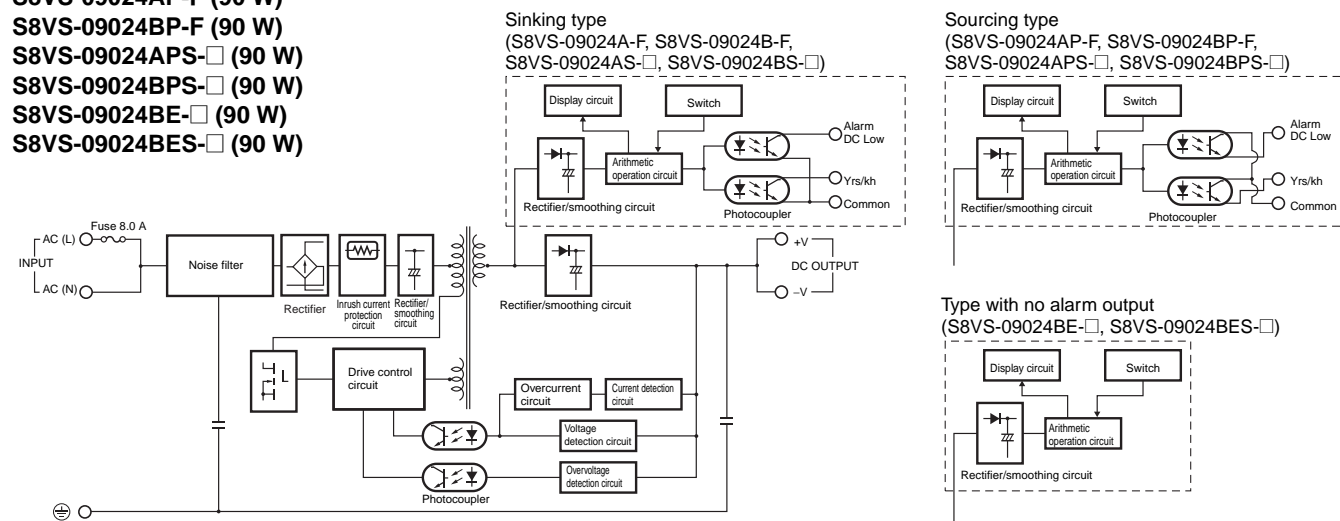 S8VS-09024AP-F (90 W)
S8VS-09024BP-F (90 W)
S8VS-09024APS-□ (90 W)
S8VS-09024BPS-□ (90 W)
S8VS-09024BE-□ (90 W)
S8VS-09024BES-□ (90 W)
Sinking type
(S8VS-09024A-F, S8VS-09024B-F,
S8VS-09024AS-□, S8VS-09024BS-□)
Display circuit
Switch
Arithmetic
operation circuit
Alarm
DC Low
Yrs/kh
Common
Rectifier/smoothing circuit
Photocoupler
Sourcing type
(S8VS-09024AP-F, S8VS-09024BP-F,
S8VS-09024APS-□, S8VS-09024BPS-□)
Display circuit
Switch
Arithmetic
operation circuit
Alarm
DC Low
Yrs/kh
Common
Rectifier/smoothing circuit
Photocoupler
Fuse 8.0 A
AC (L)
INPUT
AC (N)
Noise filter
Rectifier
Inrush current
protection
circuit
Rectifier/
smoothing
circuit
Rectifier/smoothing circuit
+V
DC OUTPUT
–V
Drive control
circuit
Overcurrent
circuit
Current detection
circuit
Voltage
detection circuit
Overvoltage
detection circuit
Photocoupler
Type with no alarm output
(S8VS-09024BE-□, S8VS-09024BES-□)
Display circuit
Switch
Arithmetic
operation circuit
Rectifier/smoothing circuit